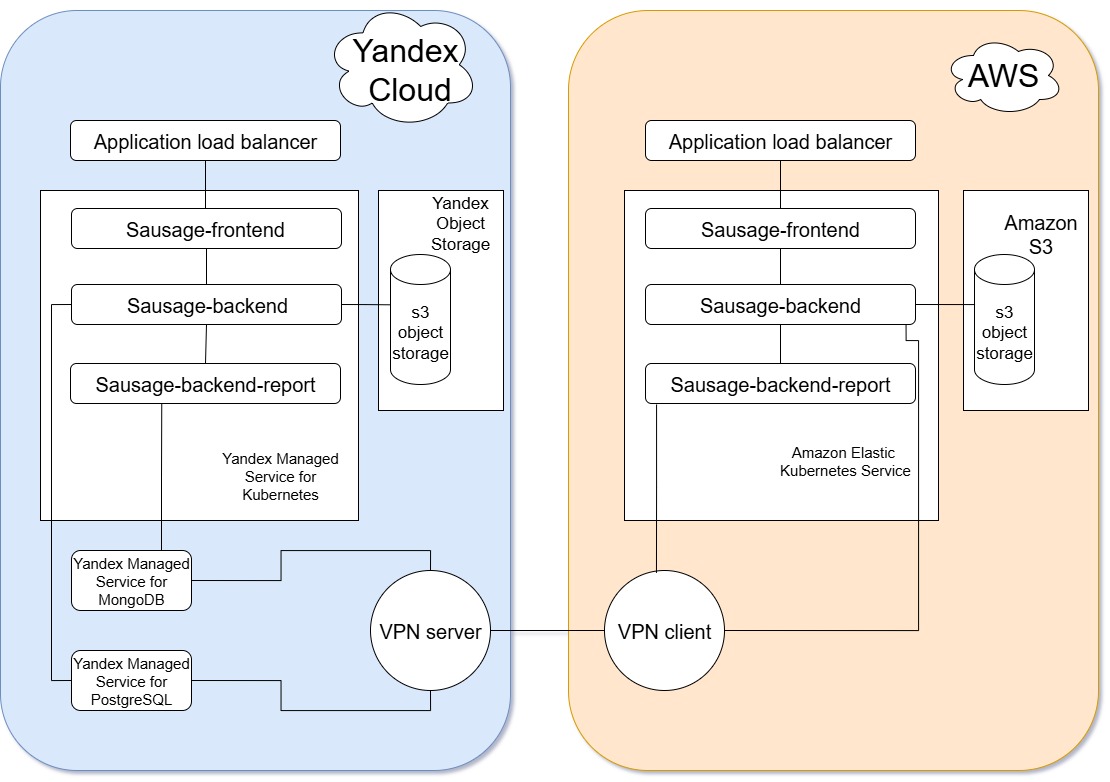 Yandex
Cloud
Application load balancer
Sausage-frontend
Sausage-backend
Sausage-backend-report
Yandex Managed
Service for
Kubernetes
Yandex
Object
Storage
s3
object
storage
Yandex Managed
Service for
MongoDB
Yandex Managed
Service for
PostgreSQL
VPN server
AWS
Application load balancer
Sausage-frontend
Sausage-backend
Sausage-backend-report
Amazon Elastic
Kubernetes Service
Amazon
S3
s3
object
storage
VPN client